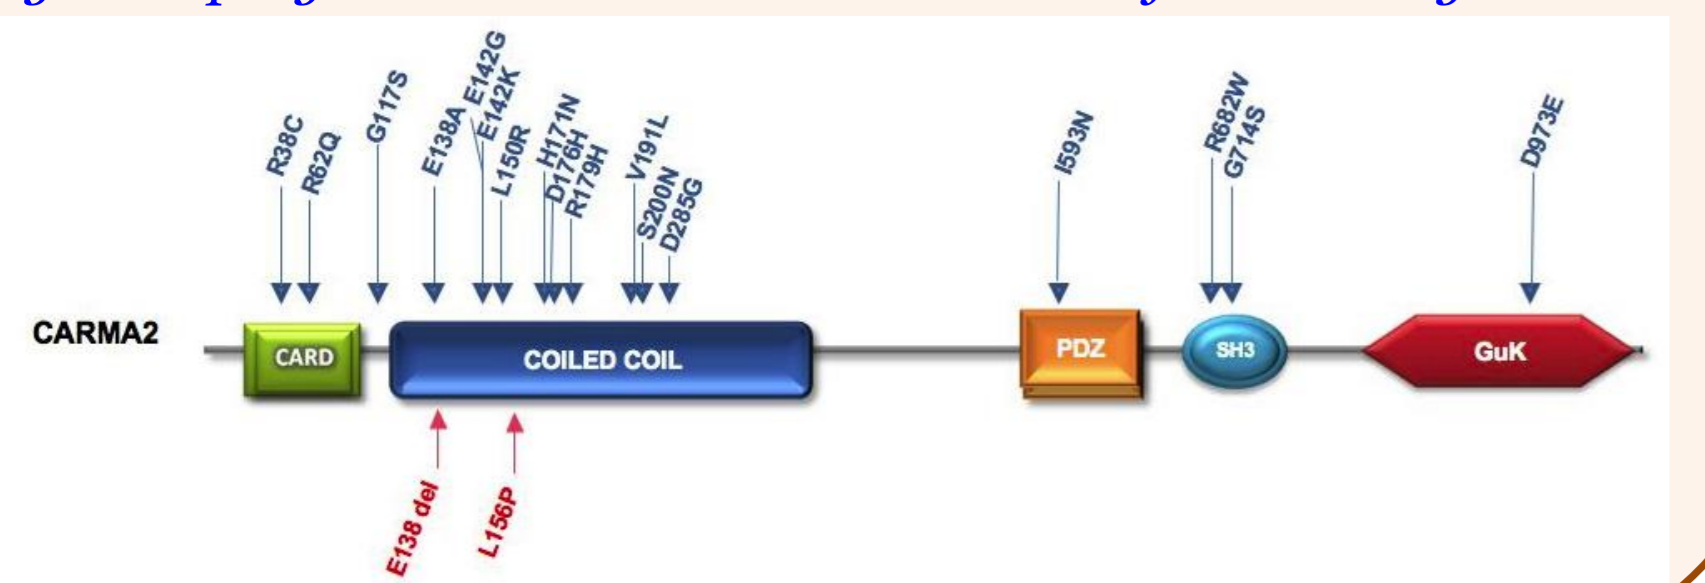 R38C
R62Q
G117S
E138A
E142G
E142K
L150R
H171N
D176H
R179H
V191L
S200N
D285G
I593N
R682W
G714S
D973E
CARMA2
CARD
COILED COIL
PDZ
SH3
GuK
E138 del
L156P